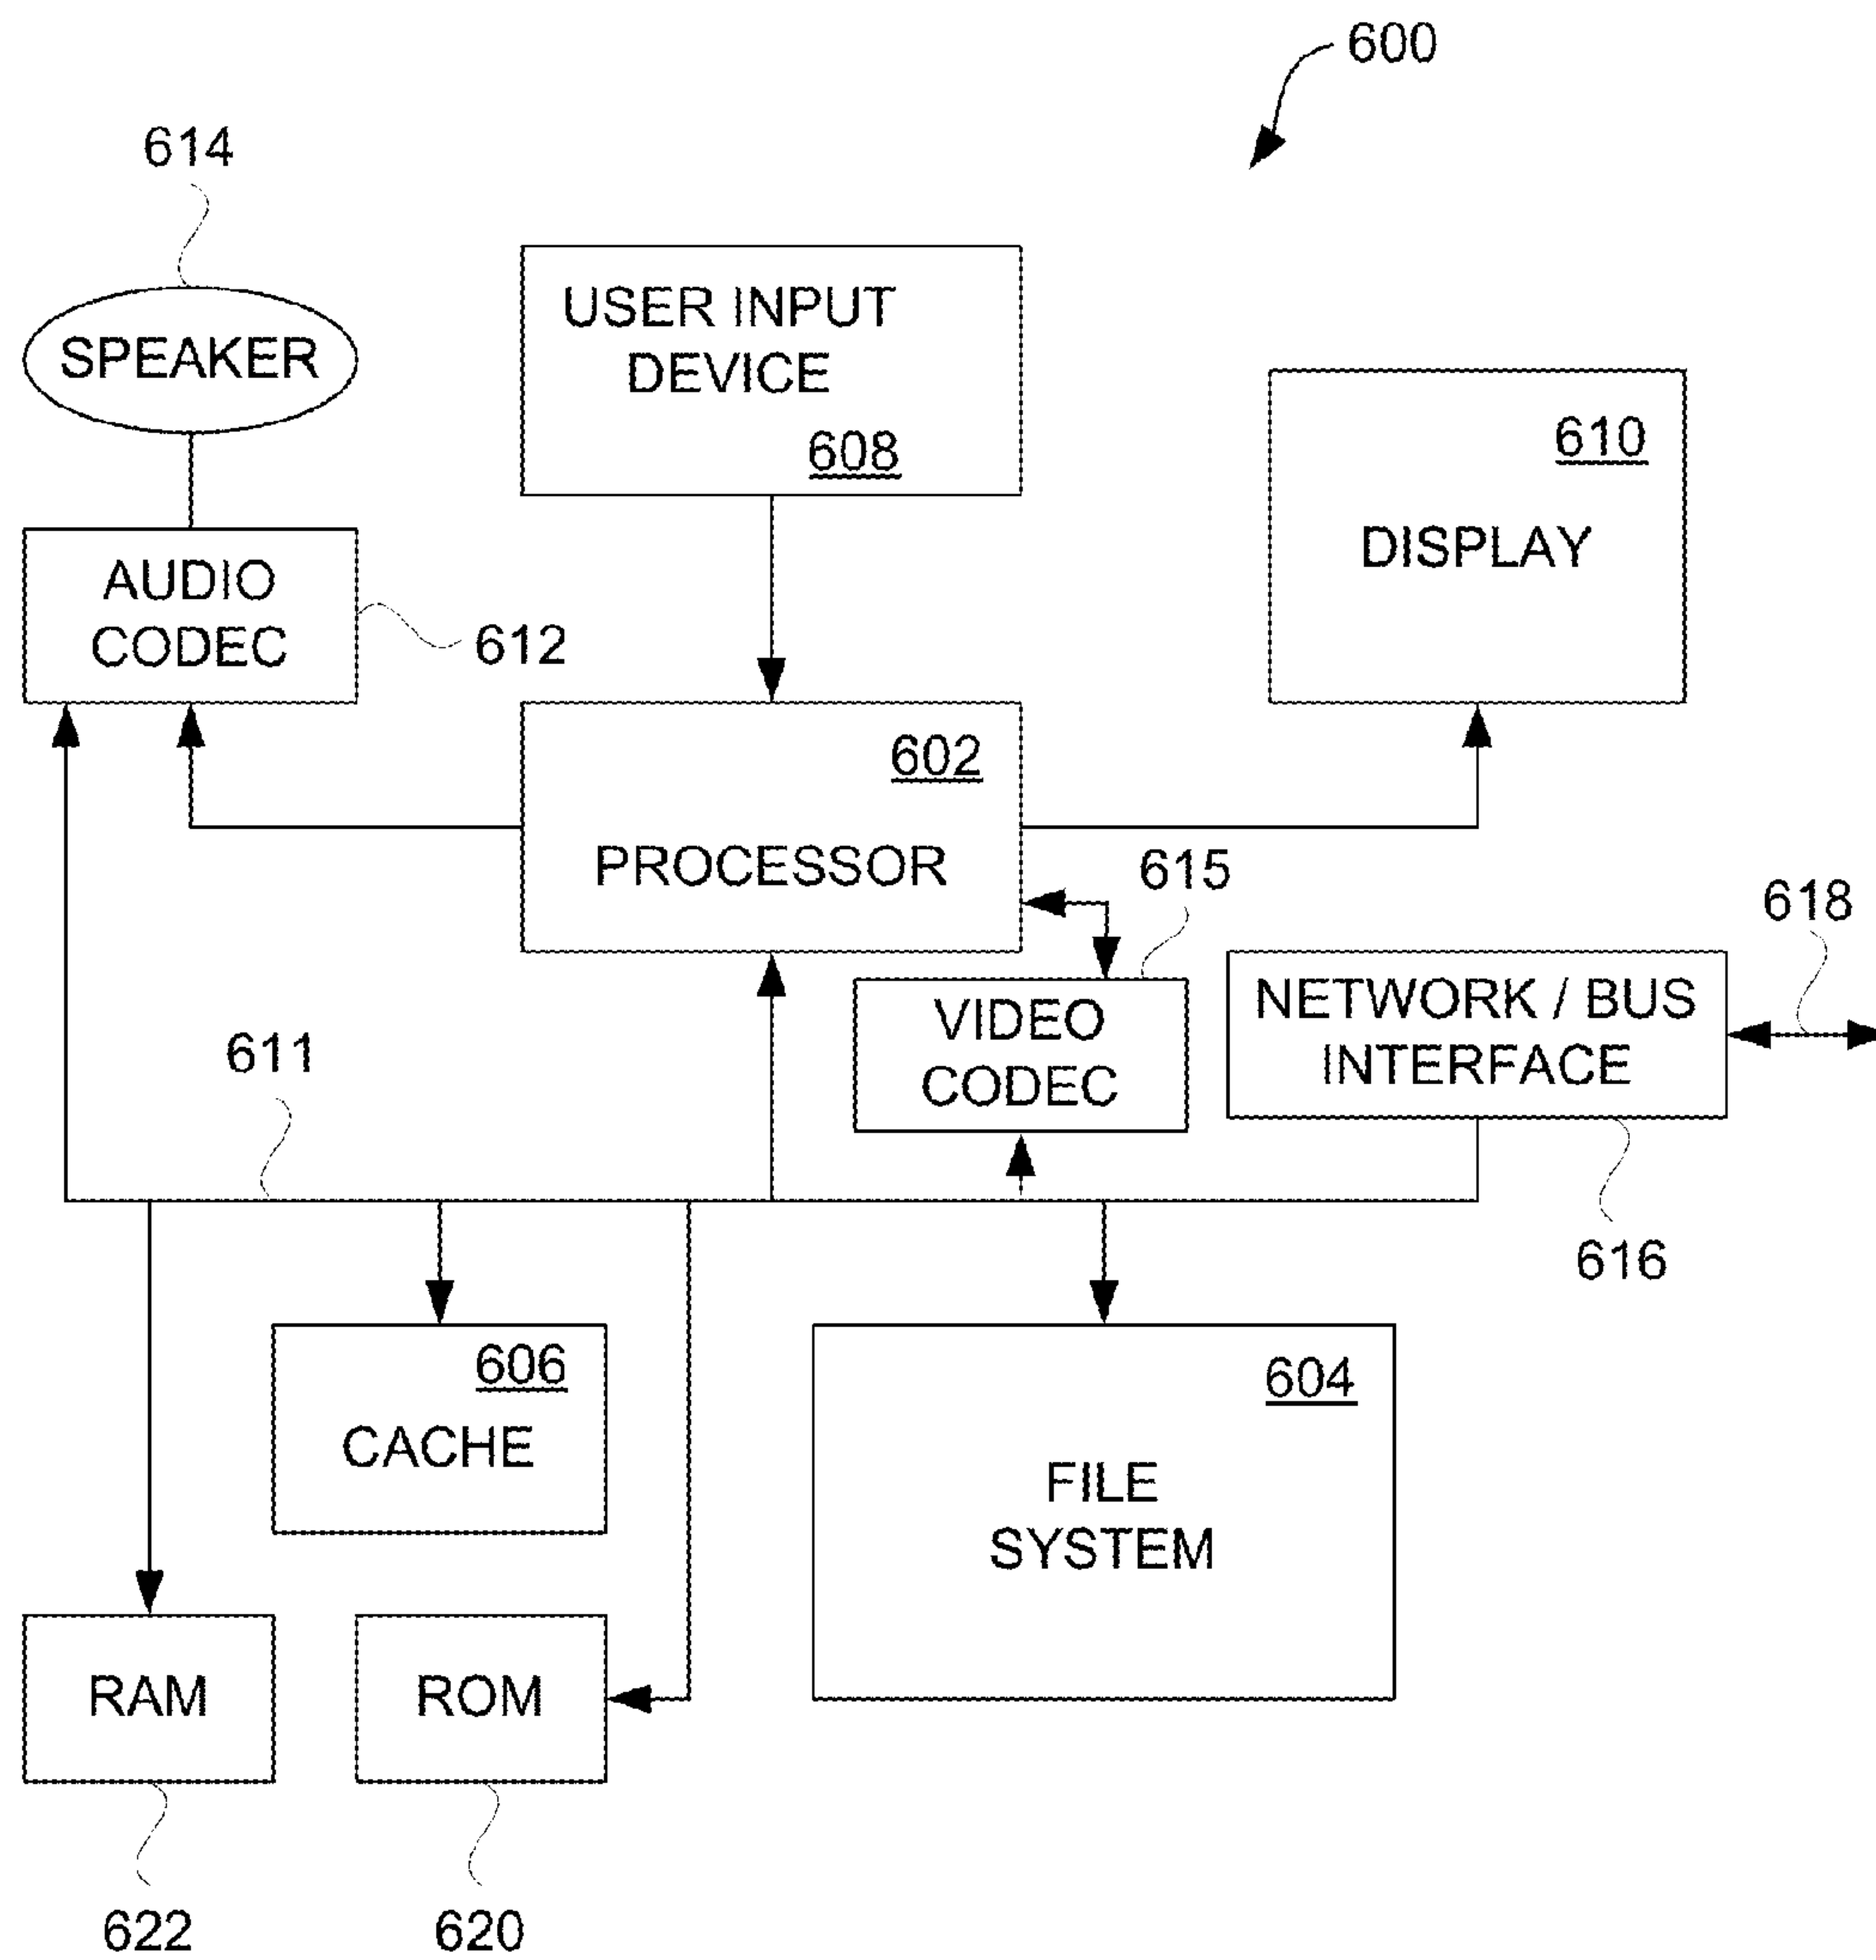 600
614
SPEAKER
USER INPUT
DEVICE
608
610
DISPLAY
AUDIO
CODEC
612
602
PROCESSOR
615
618
VIDEO
CODEC
NETWORK / BUS
INTERFACE
611
616
606
CACHE
604
FILE
SYSTEM
RAM
ROM
622
620